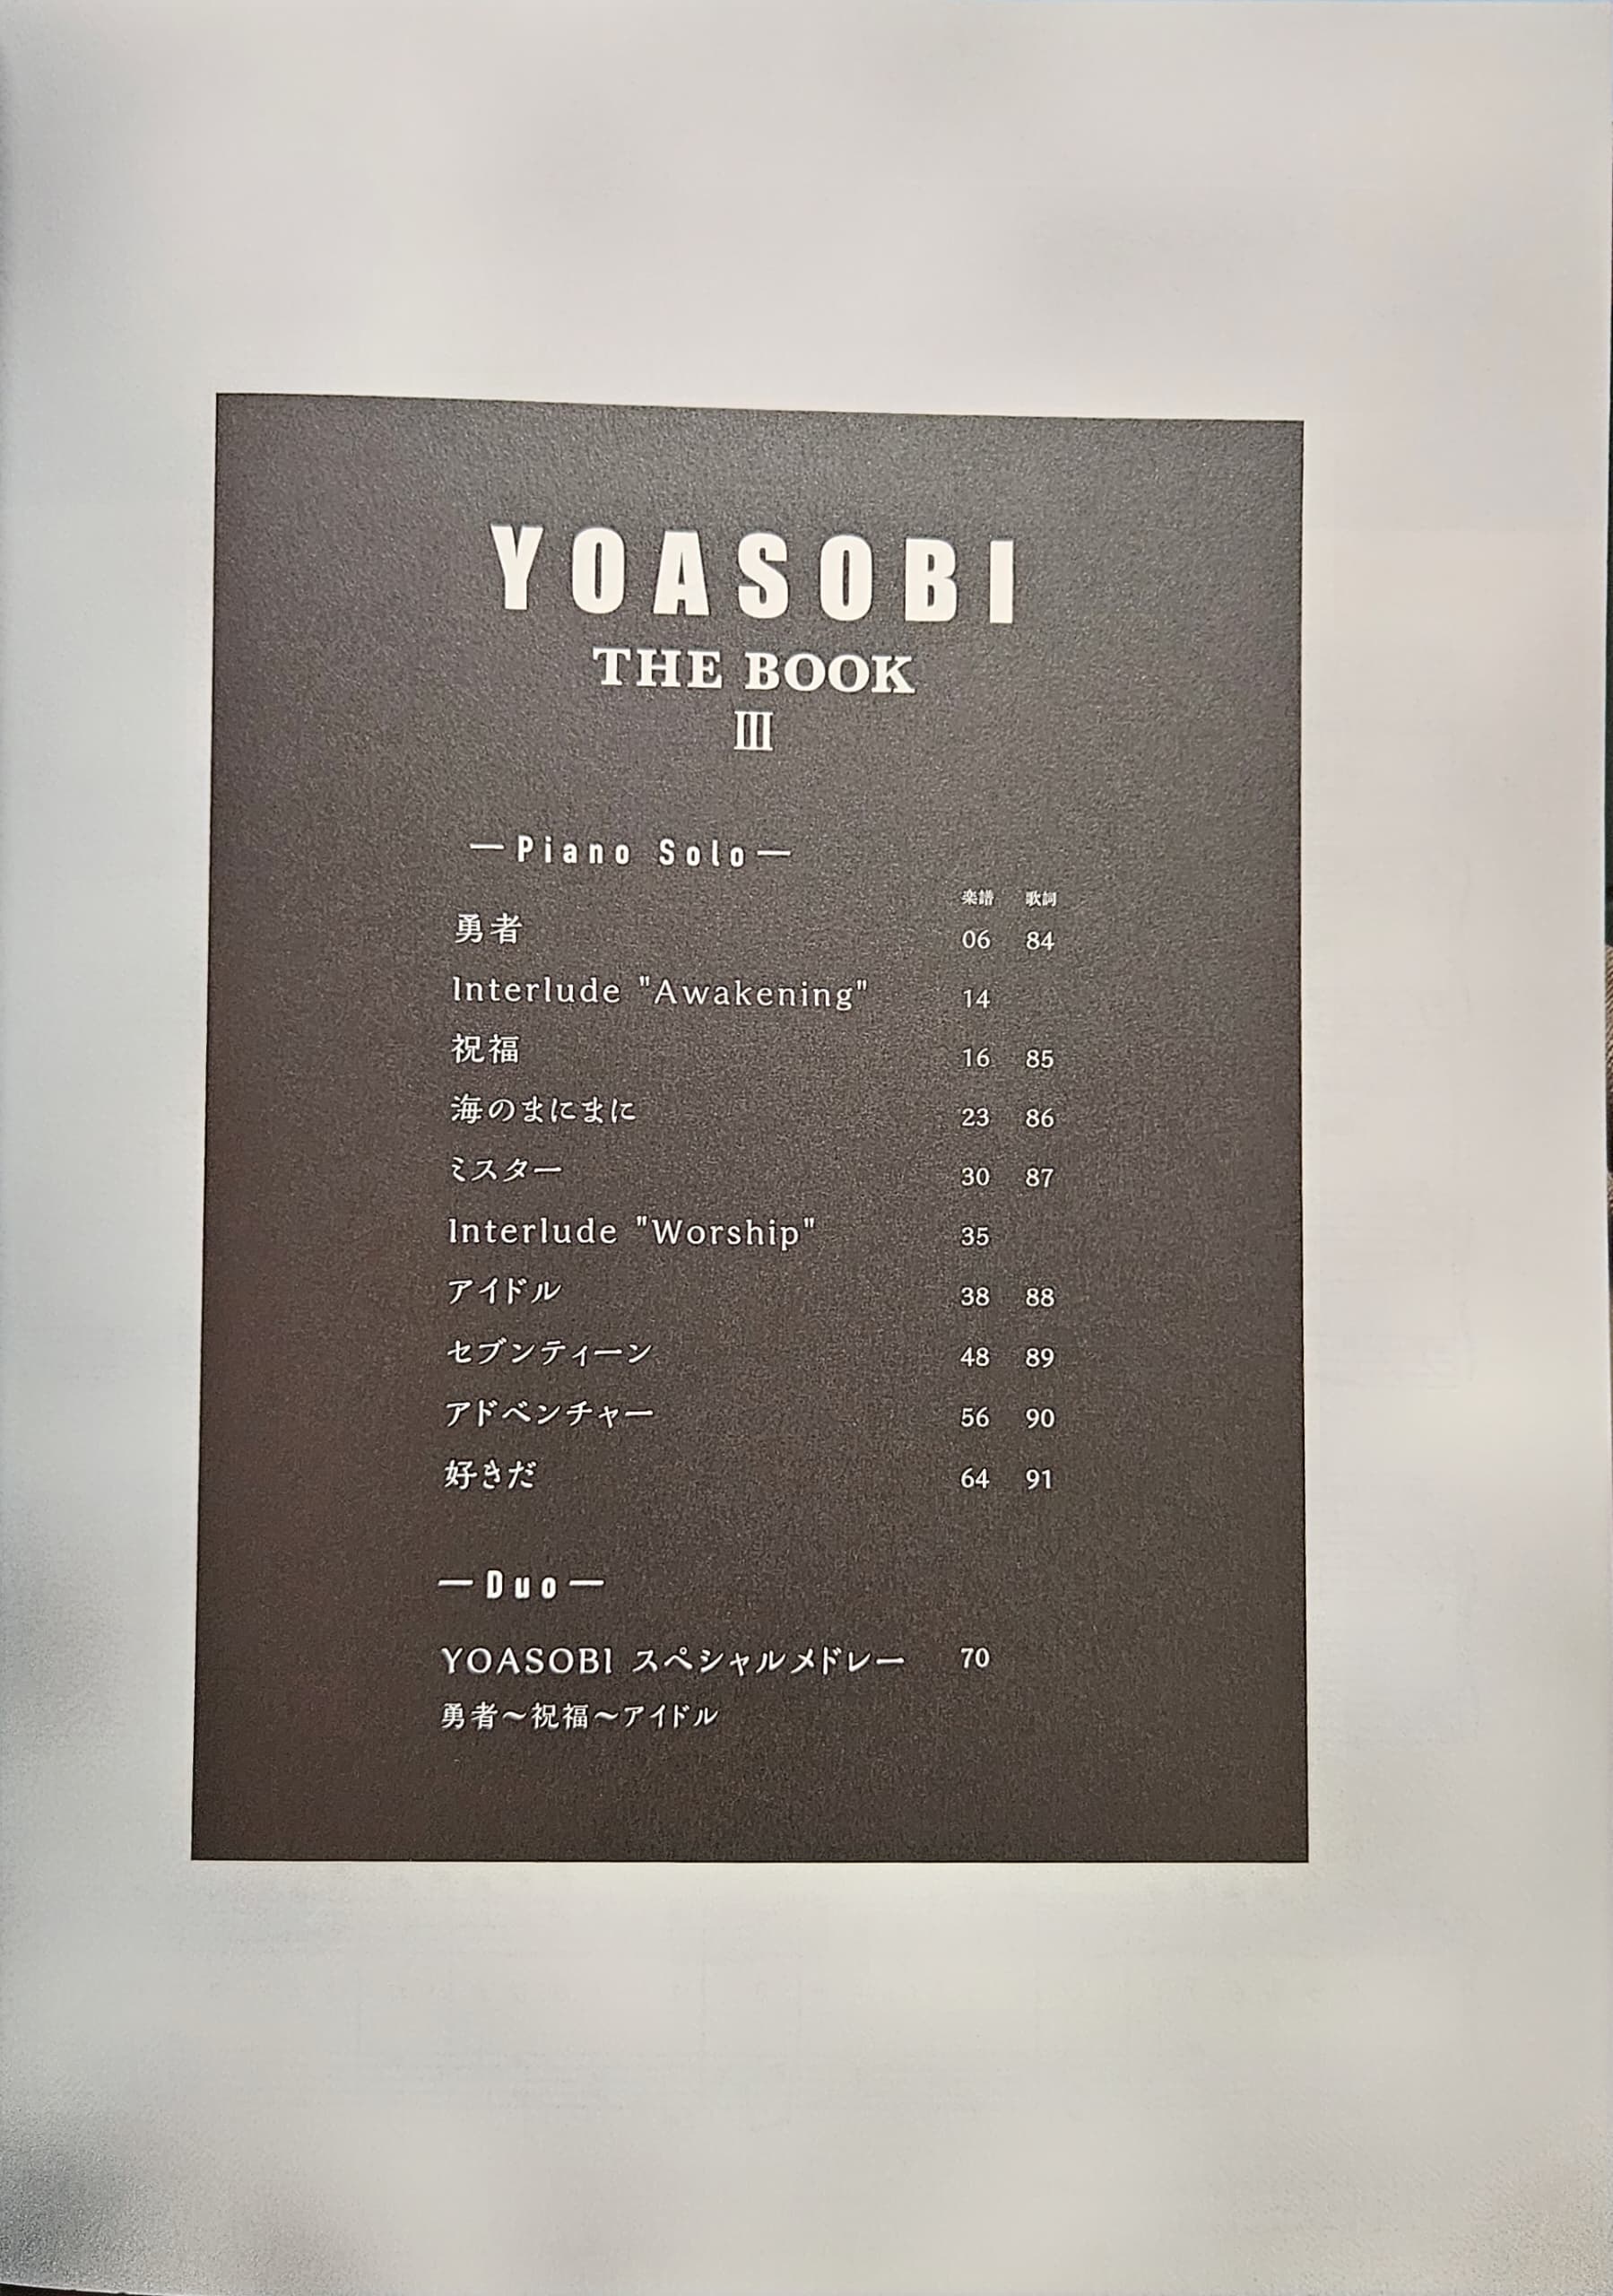 YOASOBI
THE BOOK
Ⅲ
―Piano Solo―
楽譜 歌詞
勇者 06 84
Interlude "Awakening" 14
祝福 16 85
海のまにまに 23 86
ミスター 30 87
Interlude "Worship" 35
アイドル 38 88
セブンティーン 48 89
アドベンチャー 56 90
好きだ 64 91
―Duo―
YOASOBI スペシャルメドレー 70
勇者～祝福～アイドル